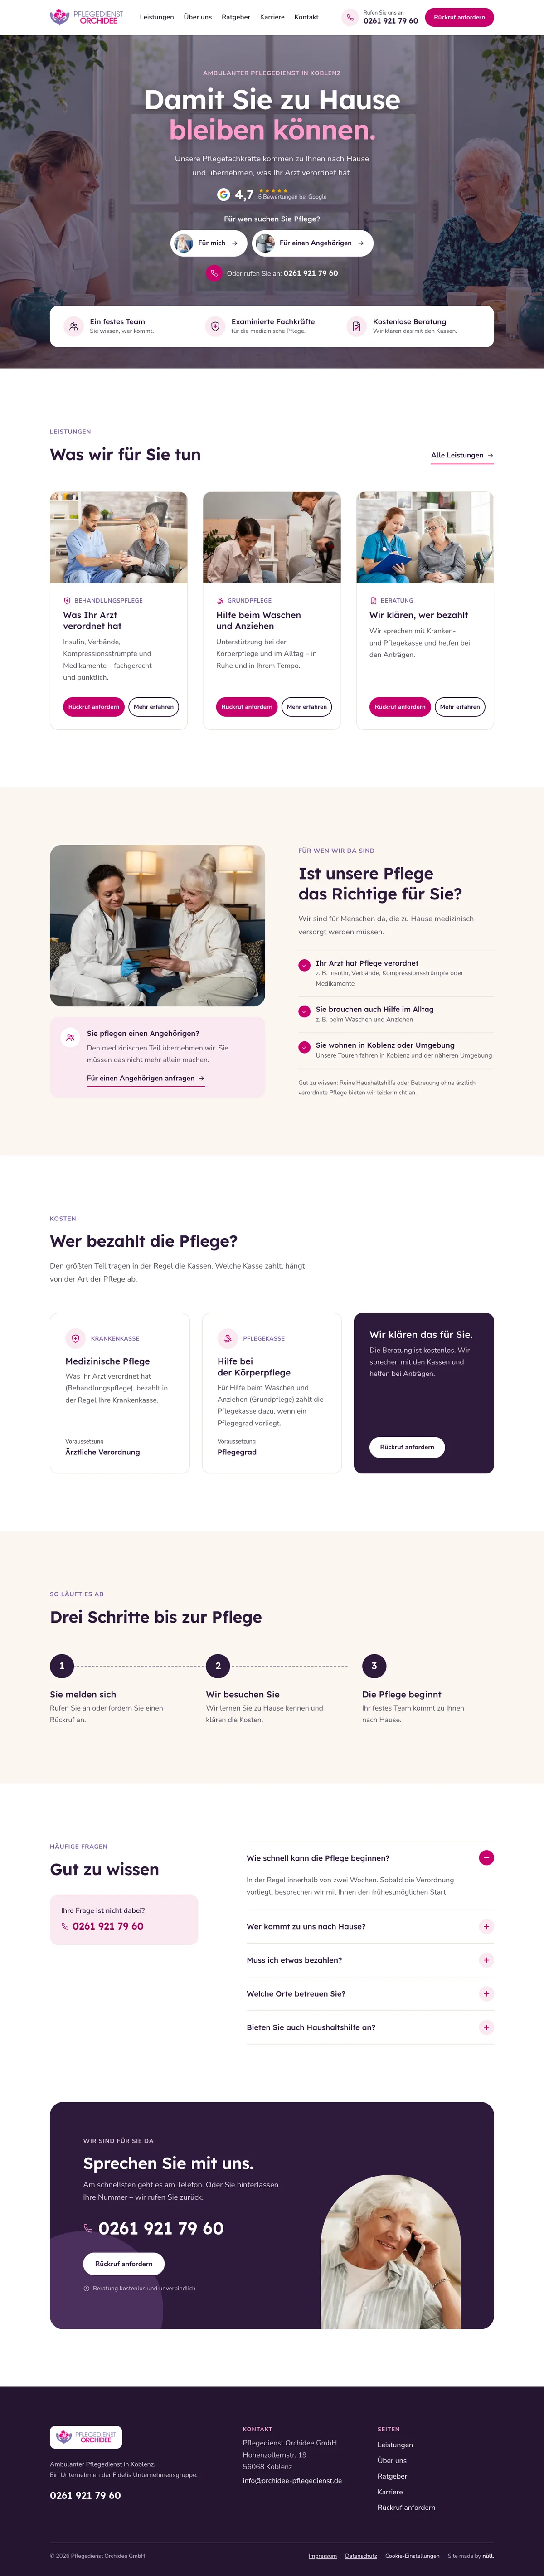 PFLEGEDIENST
ORCHIDEE
Leistungen
Über uns
Ratgeber
Karriere
Kontakt
Rufen Sie uns an
0261 921 79 60
Rückruf anfordern
AMBULANTER PFLEGEDIENST IN KOBLENZ
Damit Sie zu Hause
bleiben können.
Unsere Pflegefachkräfte kommen zu Ihnen nach Hause
und übernehmen, was Ihr Arzt verordnet hat.
4,7
6 Bewertungen bei Google
Für wen suchen Sie Pflege?
Für mich →
Für einen Angehörigen →
Oder rufen Sie an: 0261 921 79 60
Ein festes Team
Sie wissen, wer kommt.
Examinierte Fachkräfte
für die medizinische Pflege.
Kostenlose Beratung
Wir klären das mit den Kassen.
LEISTUNGEN
Was wir für Sie tun
Alle Leistungen →
BEHANDLUNGSPFLEGE
Was Ihr Arzt
verordnet hat
Insulin, Verbände,
Kompressionsstrümpfe und
Medikamente – fachgerecht
und pünktlich.
Rückruf anfordern
Mehr erfahren
GRUNDPFLEGE
Hilfe beim Waschen
und Anziehen
Unterstützung bei der
Körperpflege und im Alltag – in
Ruhe und in Ihrem Tempo.
Rückruf anfordern
Mehr erfahren
BERATUNG
Wir klären, wer bezahlt
Wir sprechen mit Kranken-
und Pflegekasse und helfen bei
den Anträgen.
Rückruf anfordern
Mehr erfahren
FÜR WEN WIR DA SIND
Ist unsere Pflege
das Richtige für Sie?
Wir sind für Menschen da, die zu Hause medizinisch
versorgt werden müssen.
Ihr Arzt hat Pflege verordnet
z. B. Insulin, Verbände, Kompressionsstrümpfe oder
Medikamente
Sie brauchen auch Hilfe im Alltag
z. B. beim Waschen und Anziehen
Sie wohnen in Koblenz oder Umgebung
Unsere Touren fahren in Koblenz und der näheren Umgebung
Gut zu wissen: Reine Haushaltshilfe oder Betreuung ohne ärztlich
verordnete Pflege bieten wir leider nicht an.
Sie pflegen einen Angehörigen?
Den medizinischen Teil übernehmen wir. Sie
müssen das nicht mehr allein machen.
Für einen Angehörigen anfragen →
KOSTEN
Wer bezahlt die Pflege?
Den größten Teil tragen in der Regel die Kassen. Welche Kasse zahlt, hängt
von der Art der Pflege ab.
KRANKENKASSE
Medizinische Pflege
Was Ihr Arzt verordnet hat
(Behandlungspflege), bezahlt in
der Regel Ihre Krankenkasse.
Voraussetzung
Ärztliche Verordnung
PFLEGEKASSE
Hilfe bei
der Körperpflege
Für Hilfe beim Waschen und
Anziehen (Grundpflege) zahlt die
Pflegekasse dazu, wenn ein
Pflegegrad vorliegt.
Voraussetzung
Pflegegrad
Wir klären das für Sie.
Die Beratung ist kostenlos. Wir
sprechen mit den Kassen und
helfen bei Anträgen.
Rückruf anfordern
SO LÄUFT ES AB
Drei Schritte bis zur Pflege
1
Sie melden sich
Rufen Sie an oder fordern Sie einen
Rückruf an.
2
Wir besuchen Sie
Wir lernen Sie zu Hause kennen und
klären die Kosten.
3
Die Pflege beginnt
Ihr festes Team kommt zu Ihnen
nach Hause.
HÄUFIGE FRAGEN
Gut zu wissen
Ihre Frage ist nicht dabei?
0261 921 79 60
Wie schnell kann die Pflege beginnen?
In der Regel innerhalb von zwei Wochen. Sobald die Verordnung
vorliegt, besprechen wir mit Ihnen den frühestmöglichen Start.
Wer kommt zu uns nach Hause?
Muss ich etwas bezahlen?
Welche Orte betreuen Sie?
Bieten Sie auch Haushaltshilfe an?
WIR SIND FÜR SIE DA
Sprechen Sie mit uns.
Am schnellsten geht es am Telefon. Oder Sie hinterlassen
Ihre Nummer – wir rufen Sie zurück.
0261 921 79 60
Rückruf anfordern
Beratung kostenlos und unverbindlich
PFLEGEDIENST
ORCHIDEE
Ambulanter Pflegedienst in Koblenz.
Ein Unternehmen der Fidelis Unternehmensgruppe.
0261 921 79 60
KONTAKT
Pflegedienst Orchidee GmbH
Hohenzollernstr. 19
56068 Koblenz
info@orchidee-pflegedienst.de
SEITEN
Leistungen
Über uns
Ratgeber
Karriere
Rückruf anfordern
© 2026 Pflegedienst Orchidee GmbH
Impressum
Datenschutz
Cookie-Einstellungen
Site made by nüll.